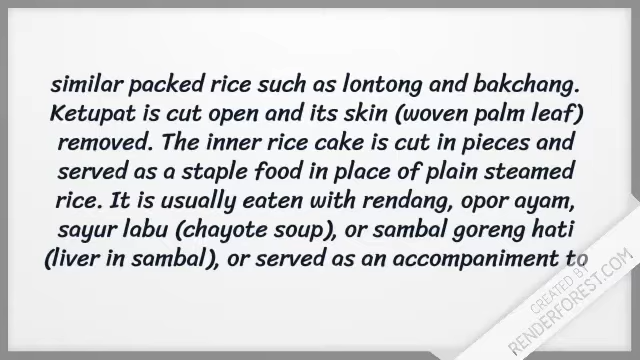 similar packed rice such as lontong and bakchang.
Ketupat is cut open and its skin (woven palm leaf)
removed. The inner rice cake is cut in pieces and
served as a staple food in place of plain steamed
rice. It is usually eaten with rendang, opor ayam,
sayur labu (chayote soup), or sambal goreng hati
(liver in sambal), or served as an accompaniment to
CREATED BY
RENDERFOREST.COM